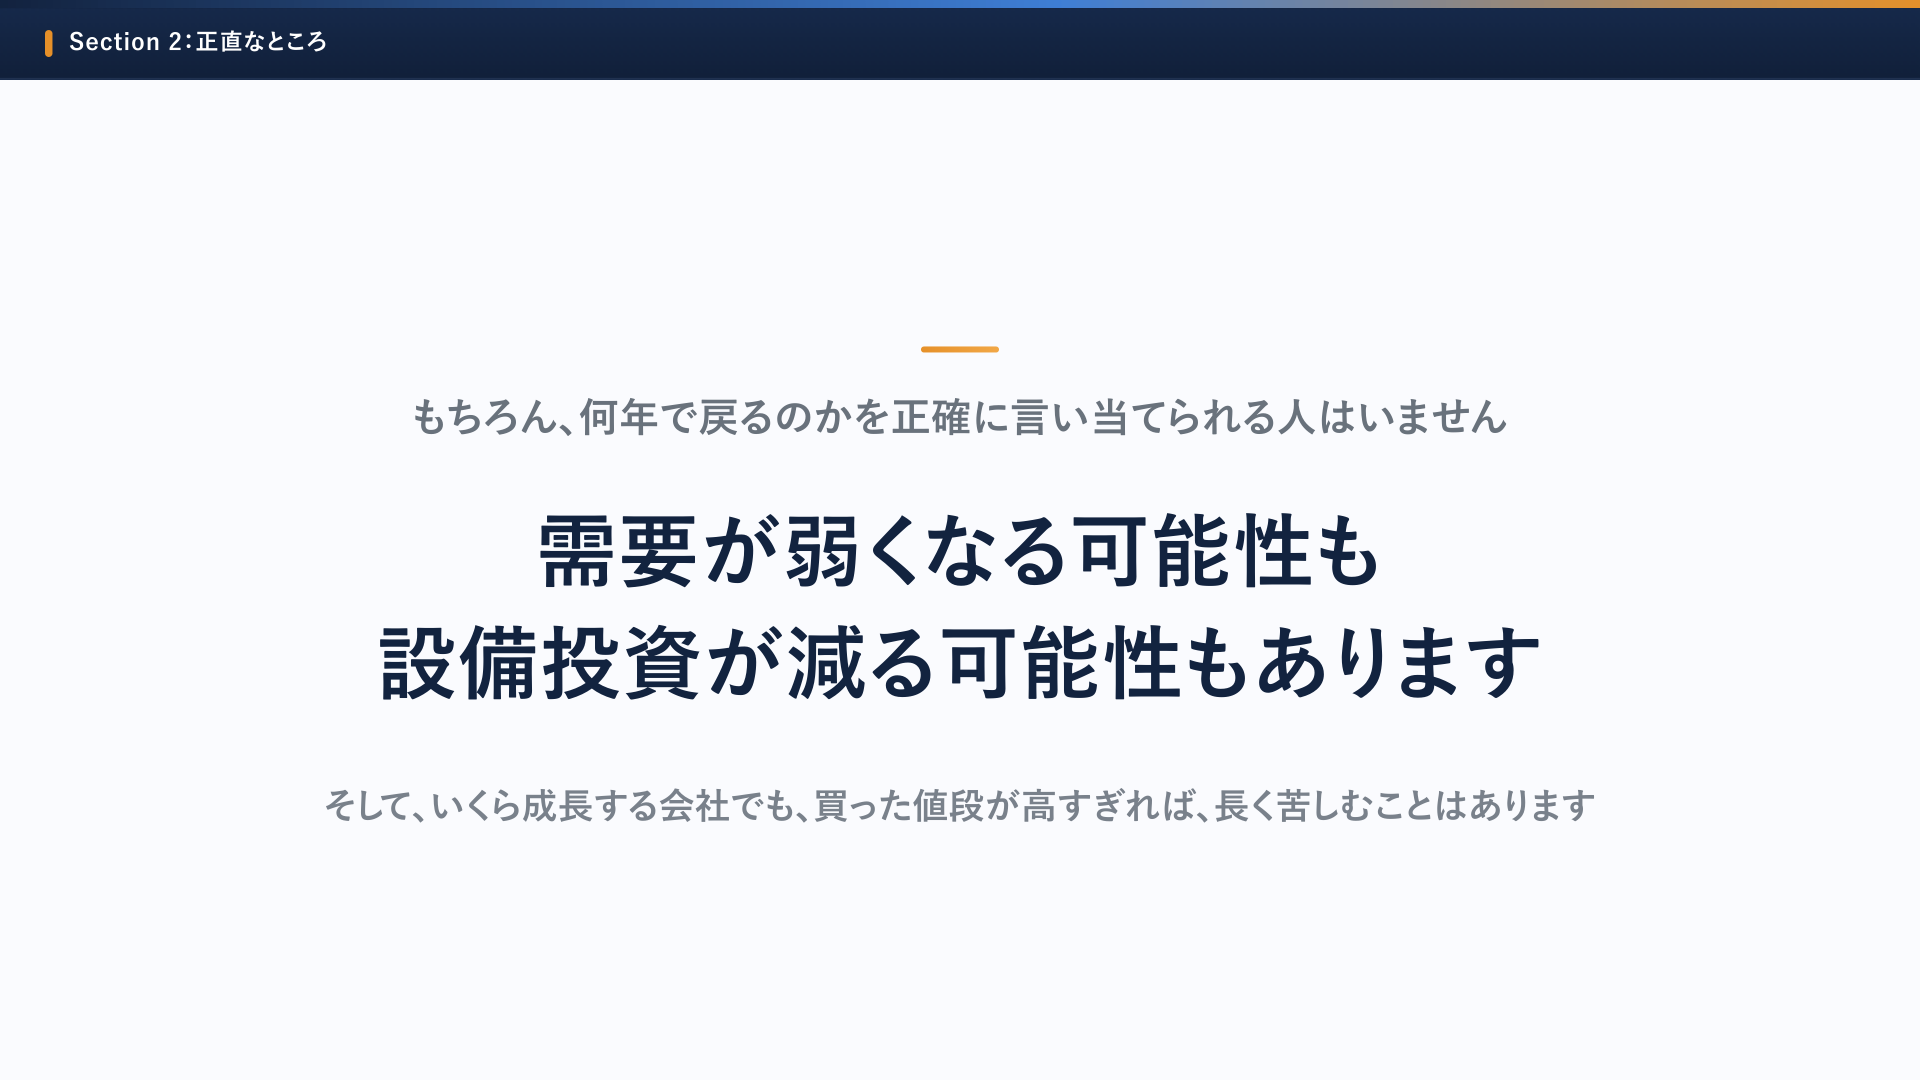 Section 2：正直なところ
もちろん、何年で戻るのかを正確に言い当てられる人はいません
需要が弱くなる可能性も
設備投資が減る可能性もあります
そして、いくら成長する会社でも、買った値段が高すぎれば、長く苦しむことはあります